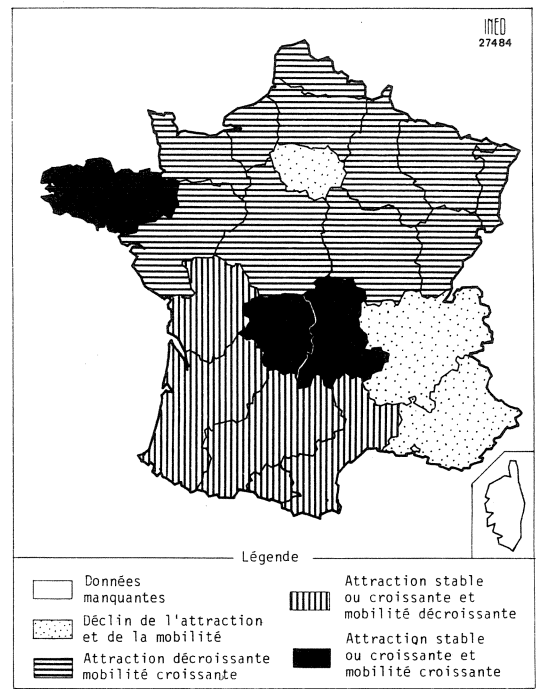 INED
27484
Légende
Données
manquantes
Déclin de l'attraction
et de la mobilité
Attraction décroissante
mobilité croissante
Attraction stable
ou croissante et
mobilité décroissante
Attraction stable
ou croissante et
mobilité croissante